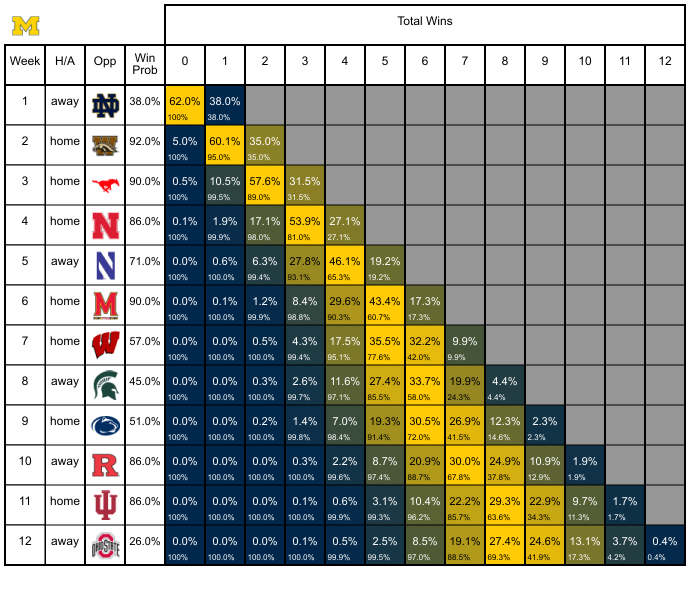 M
Total Wins
Week H/A Opp Win Prob 0 1 2 3 4 5 6 7 8 9 10 11 12
1 away ND 38.0% 62.0% 38.0%
100% 38.0%
2 home W 92.0% 5.0% 60.1% 35.0%
100% 95.0% 35.0%
3 home 90.0% 0.5% 10.5% 57.6% 31.5%
100% 99.5% 89.0% 31.5%
4 home N 86.0% 0.1% 1.9% 17.1% 53.9% 27.1%
100% 99.9% 98.0% 81.0% 27.1%
5 away N 71.0% 0.0% 0.6% 6.3% 27.8% 46.1% 19.2%
100% 100.0% 99.4% 93.1% 65.3% 19.2%
6 home M 90.0% 0.0% 0.1% 1.2% 8.4% 29.6% 43.4% 17.3%
100% 100.0% 99.9% 98.8% 90.3% 60.7% 17.3%
7 home W 57.0% 0.0% 0.0% 0.5% 4.3% 17.5% 35.5% 32.2% 9.9%
100% 100.0% 100.0% 99.4% 95.1% 77.6% 42.0% 9.9%
8 away 45.0% 0.0% 0.0% 0.3% 2.6% 11.6% 27.4% 33.7% 19.9% 4.4%
100% 100.0% 100.0% 99.7% 97.1% 85.5% 58.0% 24.3% 4.4%
9 home 51.0% 0.0% 0.0% 0.2% 1.4% 7.0% 19.3% 30.5% 26.9% 12.3% 2.3%
100% 100.0% 100.0% 99.8% 98.4% 91.4% 72.0% 41.5% 14.6% 2.3%
10 away R 86.0% 0.0% 0.0% 0.0% 0.3% 2.2% 8.7% 20.9% 30.0% 24.9% 10.9% 1.9%
100% 100.0% 100.0% 100.0% 99.6% 97.4% 88.7% 67.8% 37.8% 12.9% 1.9%
11 home IU 86.0% 0.0% 0.0% 0.0% 0.1% 0.6% 3.1% 10.4% 22.2% 29.3% 22.9% 9.7% 1.7%
100% 100.0% 100.0% 100.0% 99.9% 99.3% 96.2% 85.7% 63.6% 34.3% 11.3% 1.7%
12 away OHIO STATE 26.0% 0.0% 0.0% 0.0% 0.1% 0.5% 2.5% 8.5% 19.1% 27.4% 24.6% 13.1% 3.7% 0.4%
100% 100.0% 100.0% 100.0% 99.9% 99.5% 97.0% 88.5% 69.3% 41.9% 17.3% 4.2% 0.4%